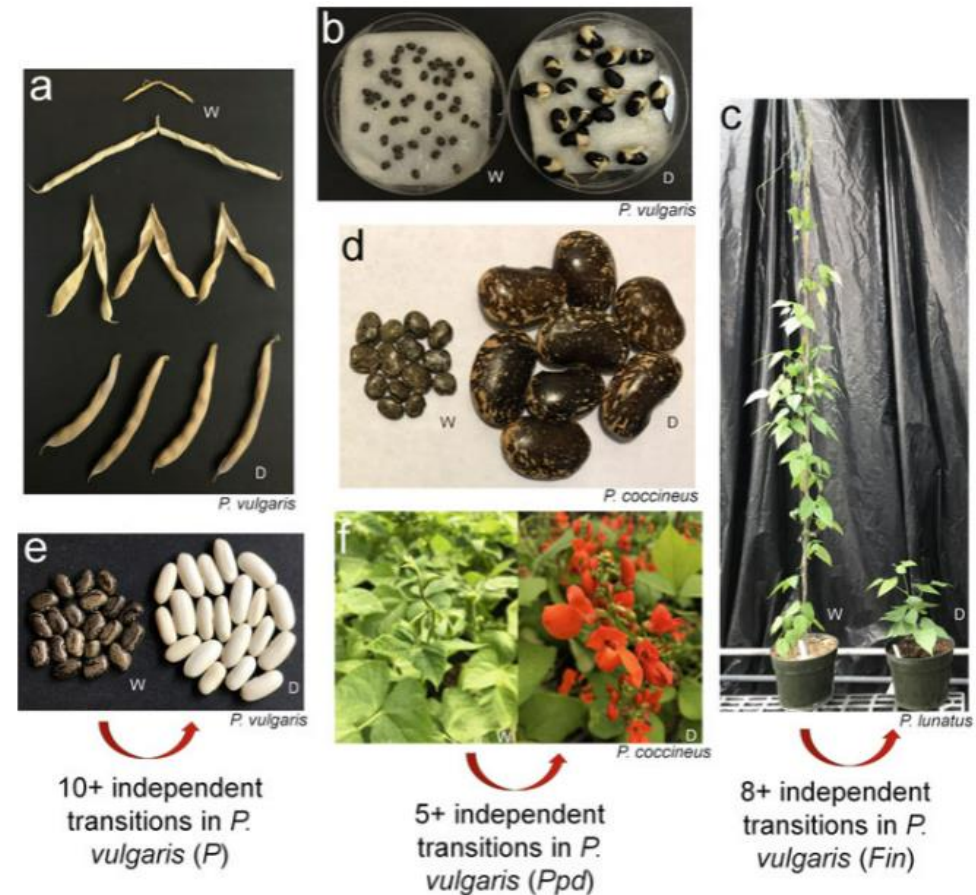 a
W
D
P. vulgaris
b
W
D
P. vulgaris
c
W
D
P. lunatus
d
W
D
P. coccineus
e
W
D
P. vulgaris
f
W
D
P. coccineus
10+ independent
transitions in P.
vulgaris (P)
5+ independent
transitions in P.
vulgaris (Ppd)
8+ independent
transitions in P.
vulgaris (Fin)